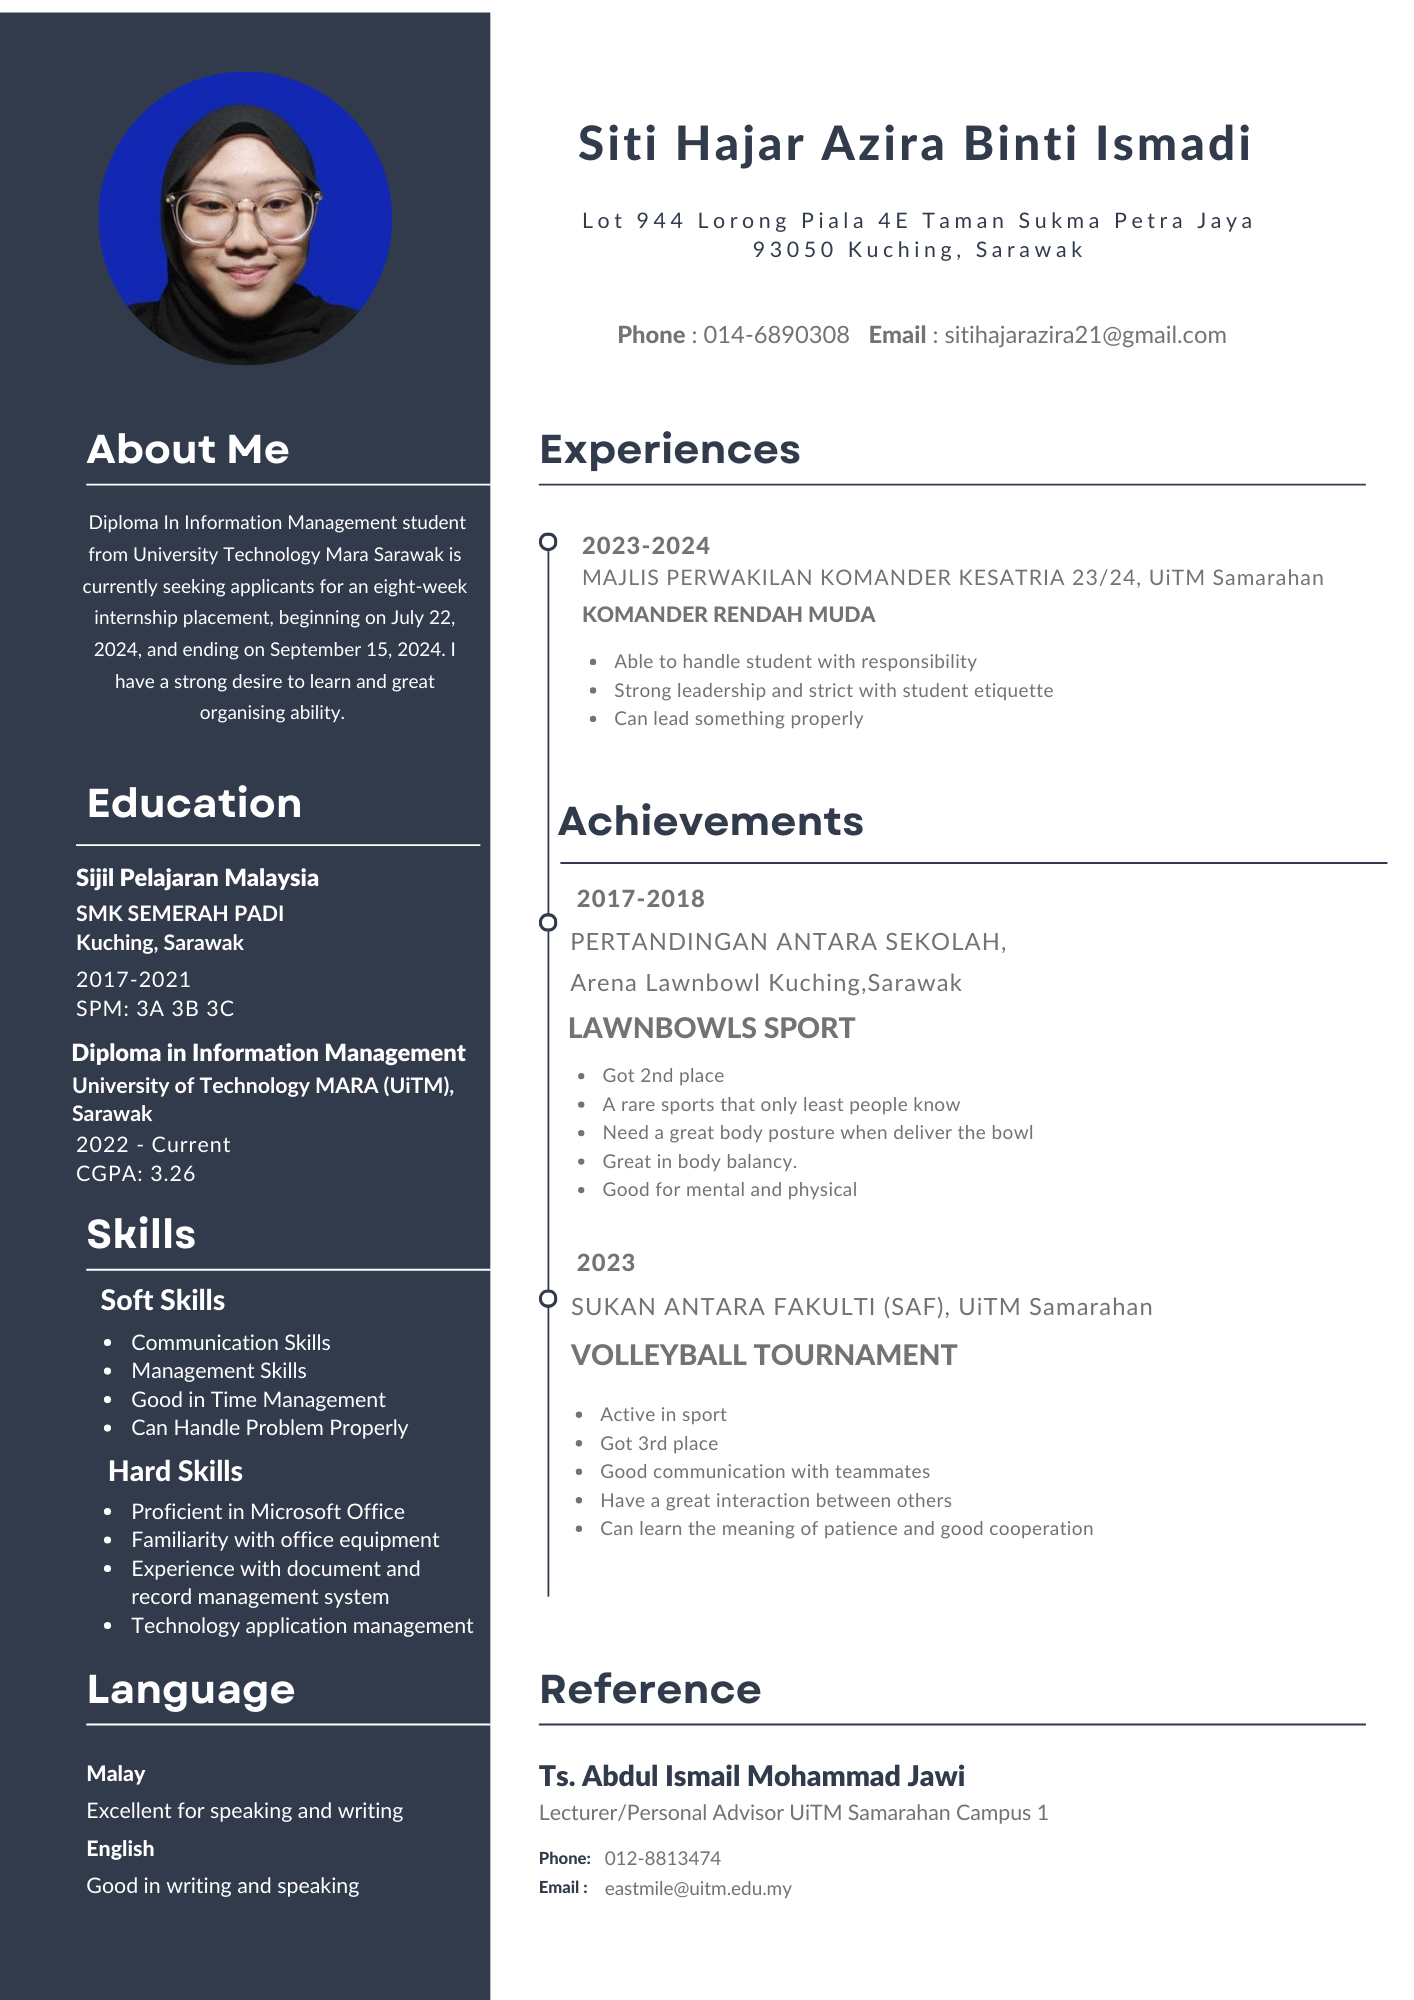 Siti Hajar Azira Binti Ismadi
Lot 944 Lorong Piala 4E Taman Sukma Petra Jaya
93050 Kuching, Sarawak
Phone : 014-6890308 Email : sitihajarazira21@gmail.com
About Me
Diploma In Information Management student
from University Technology Mara Sarawak is
currently seeking applicants for an eight-week
internship placement, beginning on July 22,
2024, and ending on September 15, 2024. I
have a strong desire to learn and great
organising ability.
Education
Sijil Pelajaran Malaysia
SMK SEMERAH PADI
Kuching, Sarawak
2017-2021
SPM: 3A 3B 3C
Diploma in Information Management
University of Technology MARA (UiTM),
Sarawak
2022 - Current
CGPA: 3.26
Skills
Soft Skills
• Communication Skills
• Management Skills
• Good in Time Management
• Can Handle Problem Properly
Hard Skills
• Proficient in Microsoft Office
• Familiarity with office equipment
• Experience with document and
record management system
• Technology application management
Language
Malay
Excellent for speaking and writing
English
Good in writing and speaking
Experiences
2023-2024
MAJLIS PERWAKILAN KOMANDER KESATRIA 23/24, UiTM Samarahan
KOMANDER RENDAH MUDA
• Able to handle student with responsibility
• Strong leadership and strict with student etiquette
• Can lead something properly
Achievements
2017-2018
PERTANDINGAN ANTARA SEKOLAH,
Arena Lawnbowl Kuching,Sarawak
LAWNBOWLS SPORT
• Got 2nd place
• A rare sports that only least people know
• Need a great body posture when deliver the bowl
• Great in body balancy.
• Good for mental and physical
2023
SUKAN ANTARA FAKULTI (SAF), UiTM Samarahan
VOLLEYBALL TOURNAMENT
• Active in sport
• Got 3rd place
• Good communication with teammates
• Have a great interaction between others
• Can learn the meaning of patience and good cooperation
Reference
Ts. Abdul Ismail Mohammad Jawi
Lecturer/Personal Advisor UiTM Samarahan Campus 1
Phone: 012-8813474
Email : eastmile@uitm.edu.my